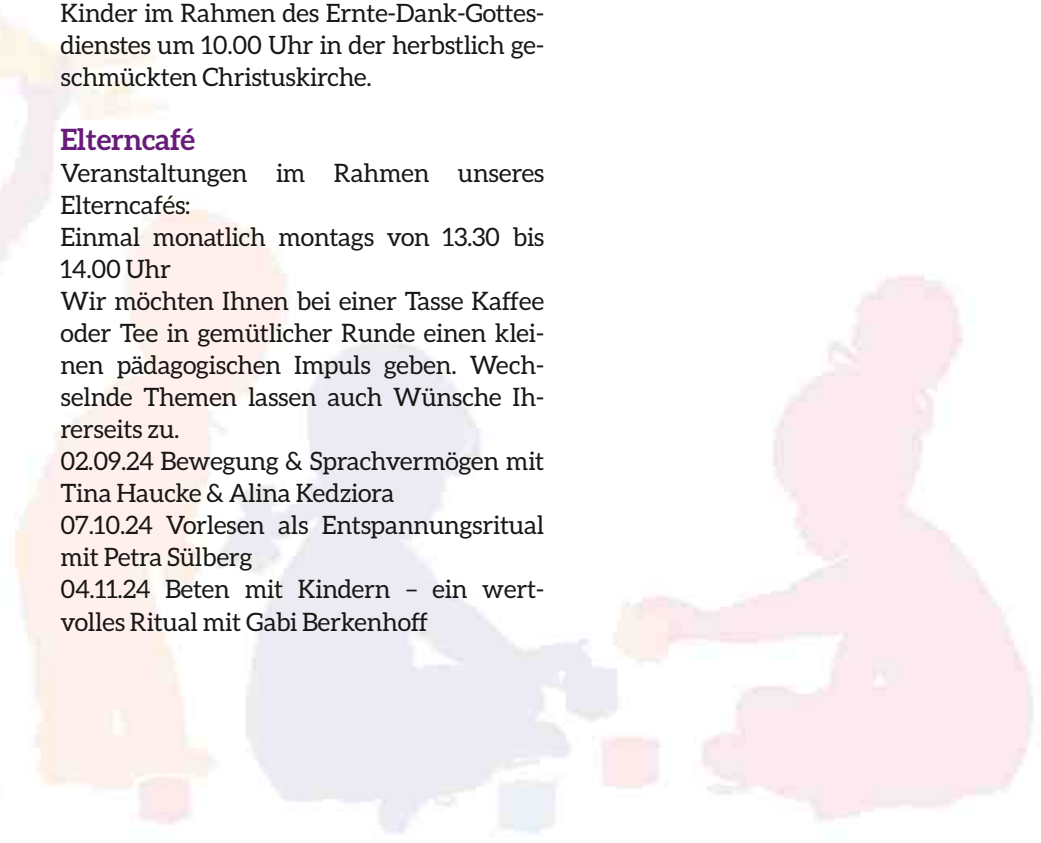 Kinder im Rahmen des Ernte-Dank-Gottes-
dienstes um 10.00 Uhr in der herbstlich ge-
schmückten Christuskirche.
Elterncafé
Veranstaltungen im Rahmen unseres
Elterncafés:
Einmal monatlich montags von 13.30 bis
14.00 Uhr
Wir möchten Ihnen bei einer Tasse Kaffee
oder Tee in gemütlicher Runde einen klei-
nen pädagogischen Impuls geben. Wech-
selnde Themen lassen auch Wünsche Ih-
rerseits zu.
02.09.24 Bewegung & Sprachvermögen mit
Tina Haucke & Alina Kedziora
07.10.24 Vorlesen als Entspannungsritual
mit Petra Sülberg
04.11.24 Beten mit Kindern – ein wert-
volles Ritual mit Gabi Berkenhoff